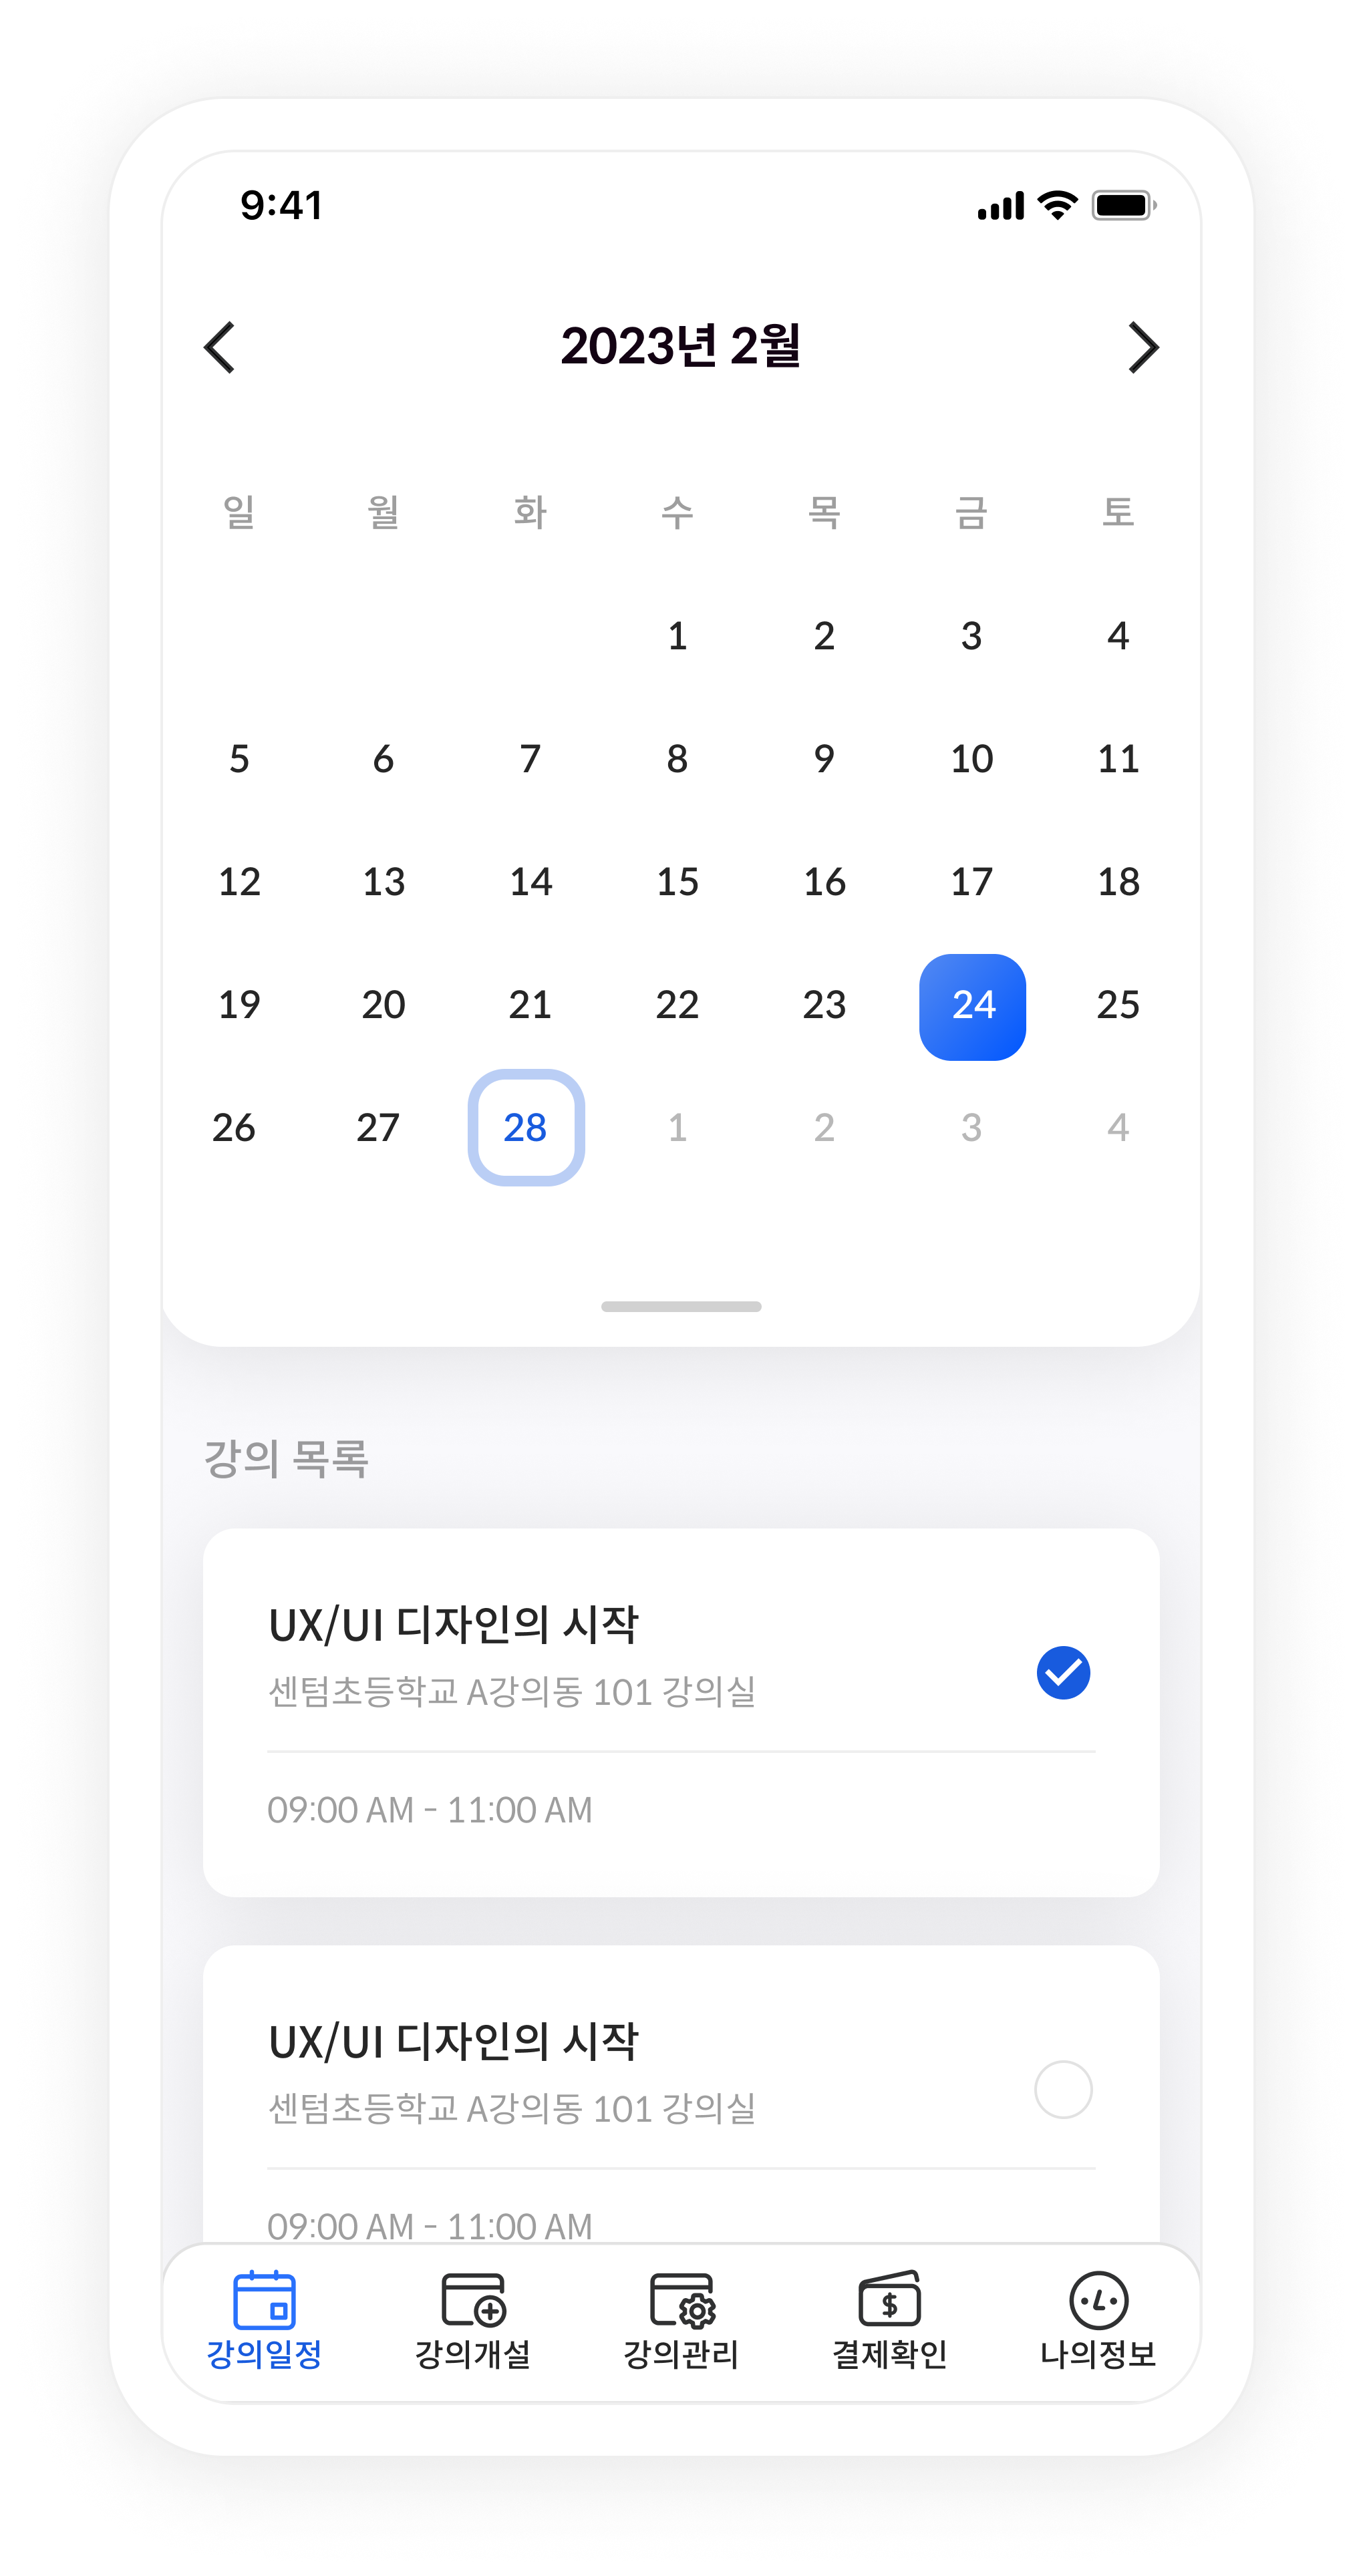 9:41
2023년 2월
일 월 화 수 목 금 토
1 2 3 4
5 6 7 8 9 10 11
12 13 14 15 16 17 18
19 20 21 22 23 24 25
26 27 28 1 2 3 4
강의 목록
UX/UI 디자인의 시작
센텀초등학교 A강의동 101 강의실
09:00 AM - 11:00 AM
UX/UI 디자인의 시작
센텀초등학교 A강의동 101 강의실
09:00 AM - 11:00 AM
강의일정 강의개설 강의관리 결제확인 나의정보